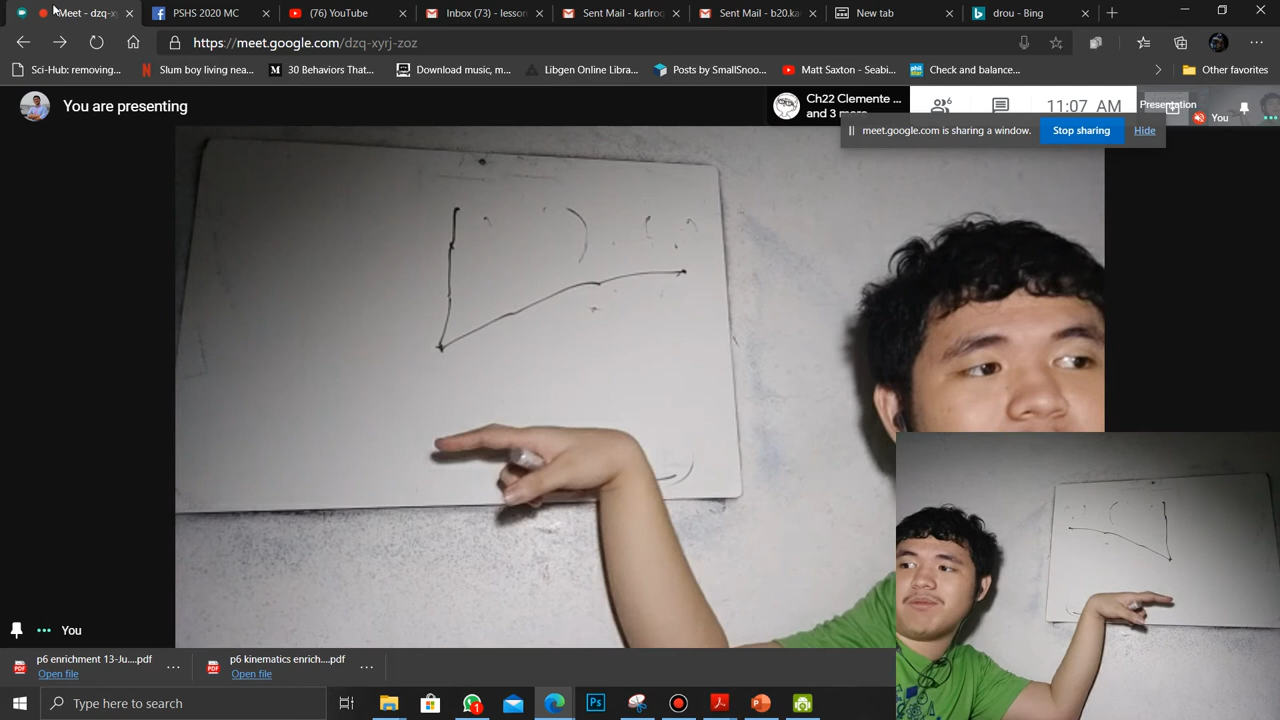 Meet - dzq-xy
PSHS 2020 MC
(76) YouTube
Inbox (73) - lesson
Sent Mail - karlroq
Sent Mail - b20.ka
New tab
drou - Bing
https://meet.google.com/dzq-xyrj-zoz
Sci-Hub: removing...
Slum boy living nea...
30 Behaviors That...
Download music, m...
Libgen Online Libra...
Posts by SmallSnoo...
Matt Saxton - Seabi...
Check and balance...
Other favorites
You are presenting
Ch22 Clemente ...
and 3 more
6
11:07 AM
Presentation
You
meet.google.com is sharing a window.
Stop sharing
Hide
You
p6 enrichment 13-Ju....pdf
Open file
p6 kinematics enrich....pdf
Open file
Type here to search